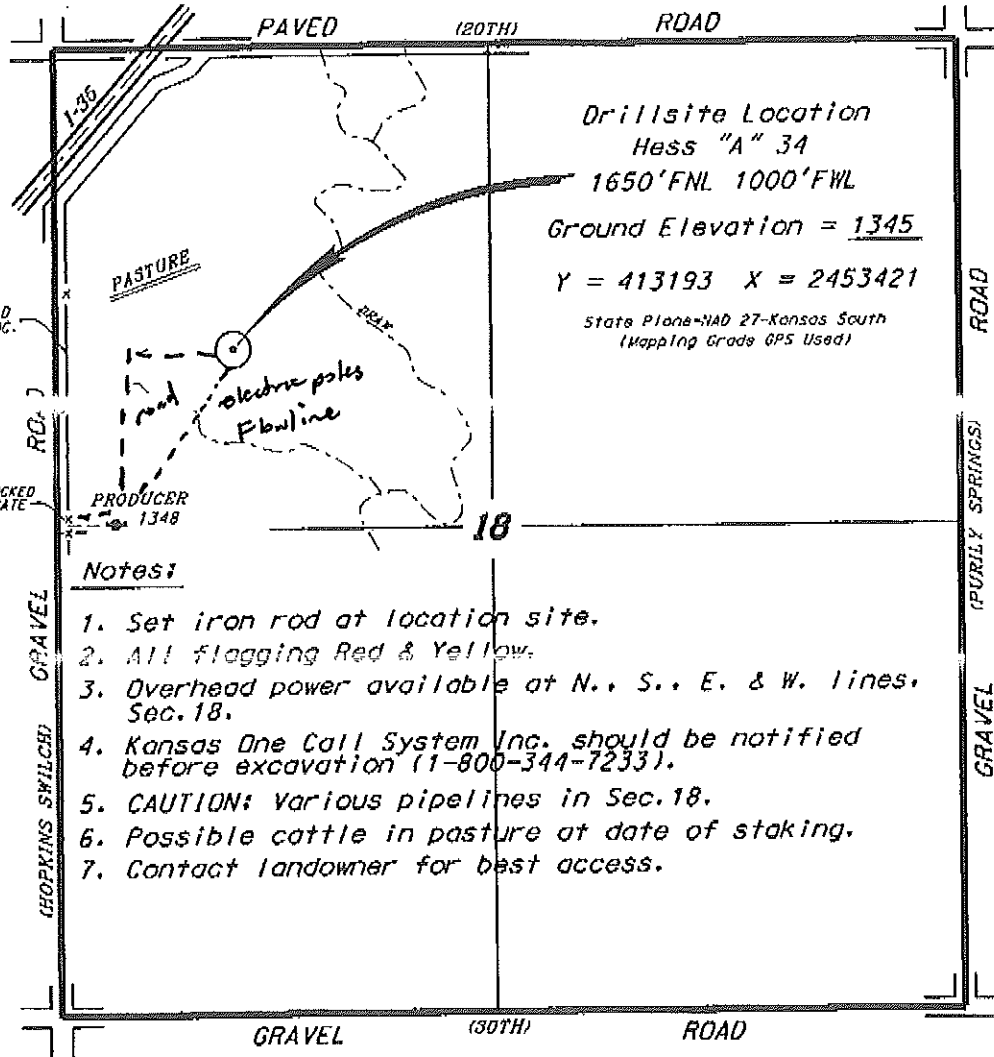 PAVED (20TH) ROAD
I-36
Drillsite Location
Hess "A" 34
1650'FNL 1000'FWL
Ground Elevation = 1345
Y = 413193 X = 2453421
State Plane-NAD 27-Kansas South
(Mapping Grade GPS Used)
PASTURE
DRAW
road
electric poles
Flowline
PRODUCER
1348
18
ROAD
(PURILY SPRINGS)
GRAVEL
GRAVEL
(HOPKINS SWILCH)
Notes:
1. Set iron rod at location site.
2. All flagging Red & Yellow.
3. Overhead power available at N., S., E. & W. lines,
Sec.18.
4. Kansas One Call System Inc. should be notified
before excavation (1-800-344-7233).
5. CAUTION: Various pipelines in Sec.18.
6. Possible cattle in pasture at date of staking.
7. Contact landowner for best access.
GRAVEL (30TH) ROAD